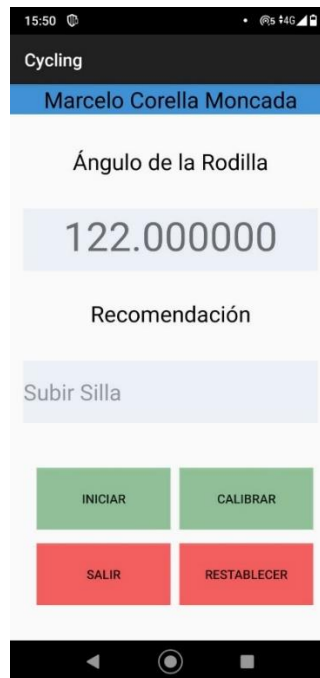 15:50
4G
Cycling
Marcelo Corella Moncada
Ángulo de la Rodilla
122.000000
Recomendación
Subir Silla
INICIAR CALIBRAR
SALIR RESTABLECER